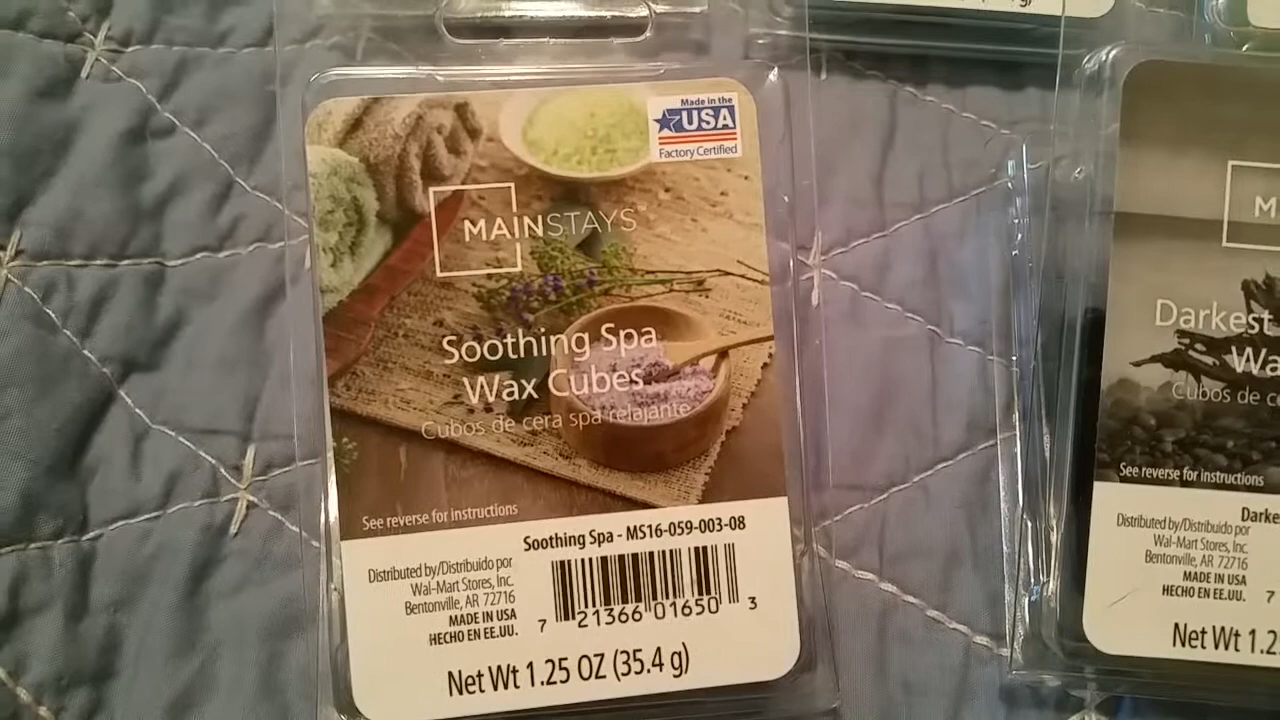 Made in the
USA
Factory Certified
MAINSTAYS™
Soothing Spa
Wax Cubes
Cubos de cera spa relajante
See reverse for instructions
Soothing Spa - MS16-059-003-08
Distributed by/Distribuido por
Wal-Mart Stores, Inc.
Bentonville, AR 72716
MADE IN USA
HECHO EN EE.UU.
7 21366 01650 3
Net Wt 1.25 OZ (35.4 g)
M
Darkest
Wa
Cubos de c
See reverse for instructions
Darke
Distributed by/Distribuido por
Wal-Mart Stores, Inc.
Bentonville, AR 72716
MADE IN USA
HECHO EN EE.UU.
7
Net Wt 1.2